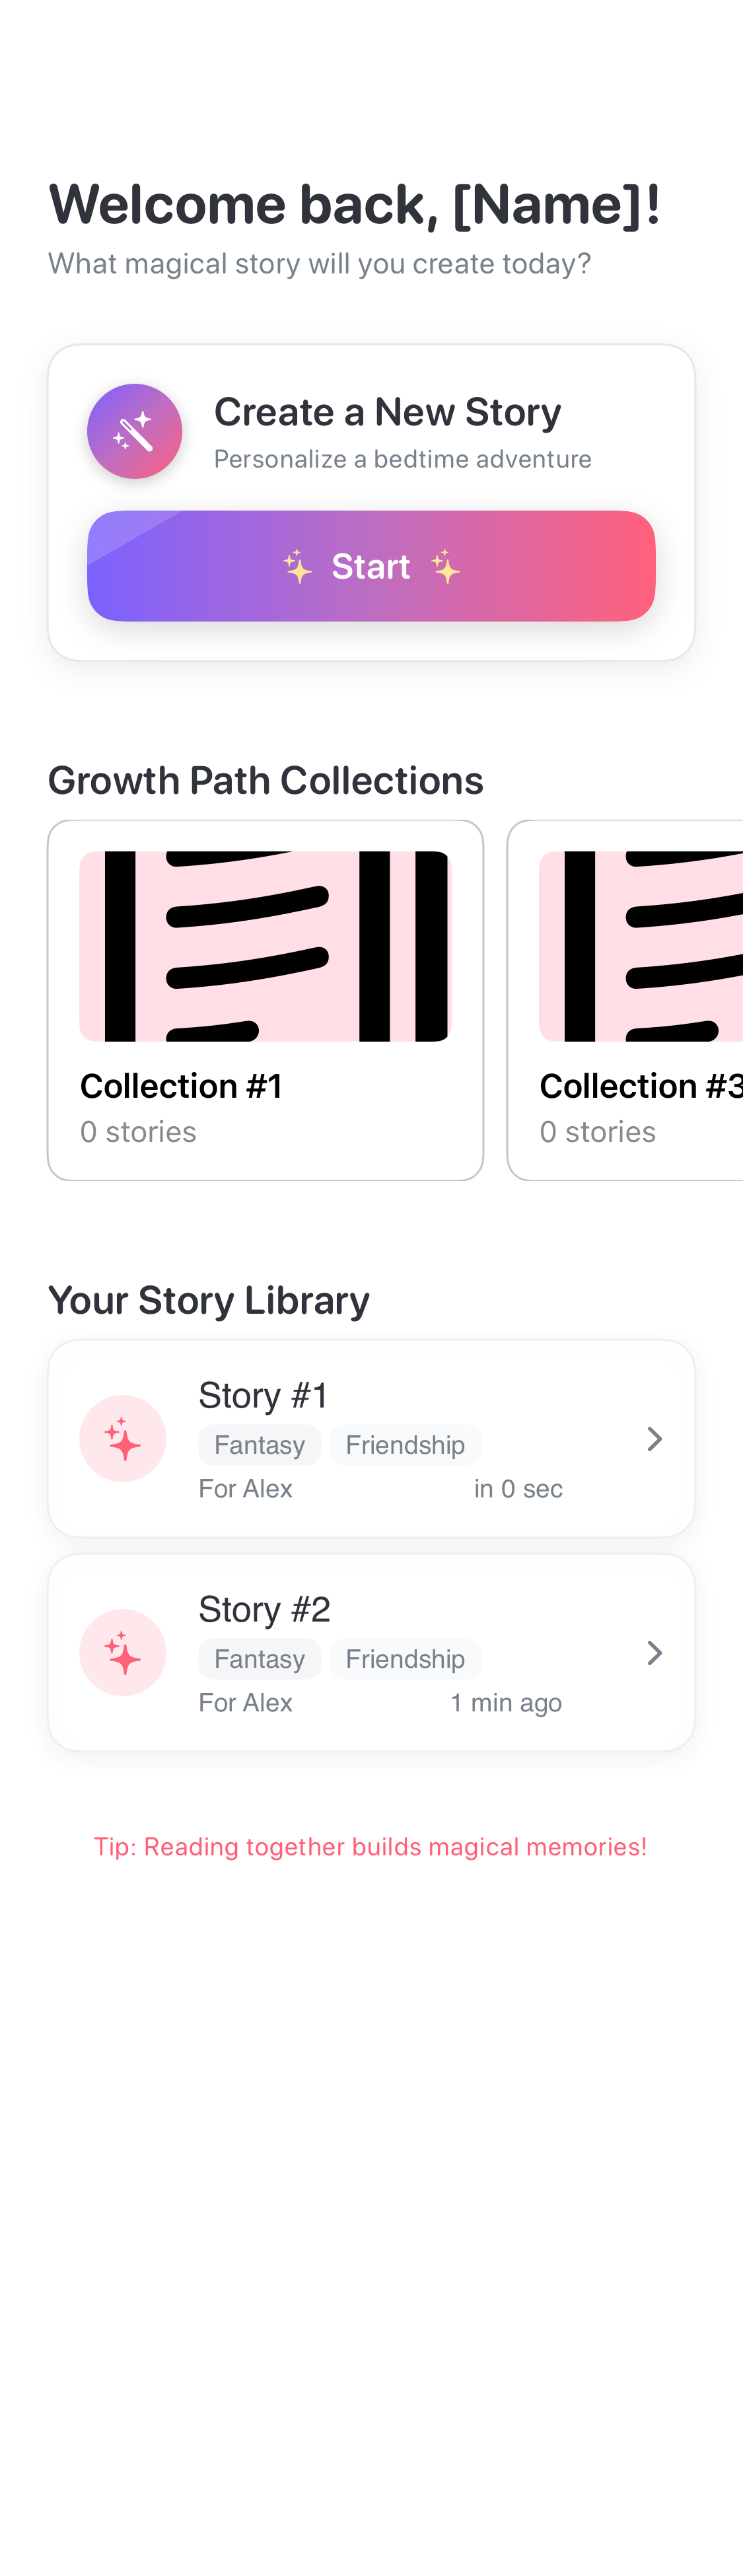 Welcome back, [Name]!
What magical story will you create today?
Create a New Story
Personalize a bedtime adventure
Start
Growth Path Collections
Collection #1
0 stories
Collection #3
0 stories
Your Story Library
Story #1
Fantasy Friendship
For Alex in 0 sec
Story #2
Fantasy Friendship
For Alex 1 min ago
Tip: Reading together builds magical memories!